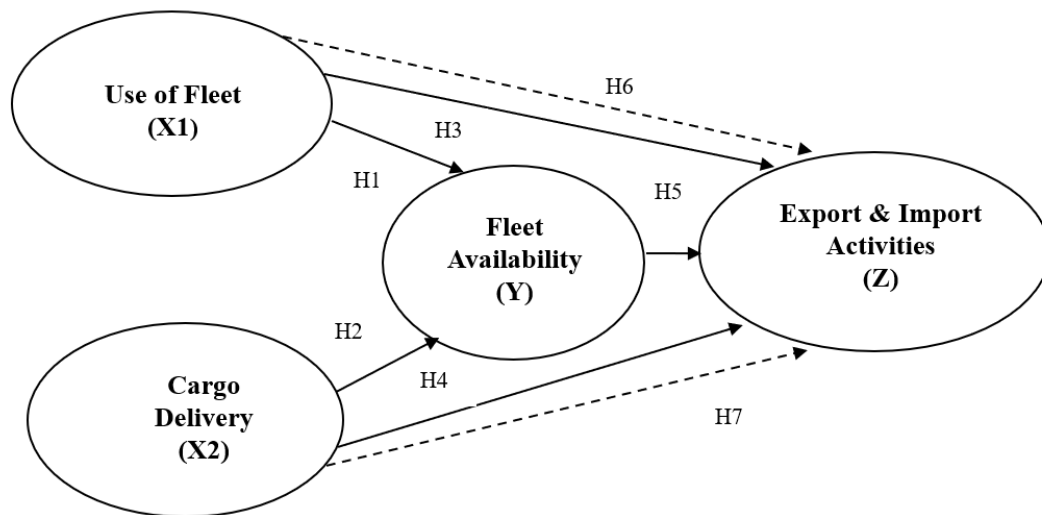 Use of Fleet
(X1)
H6
H3
H1
H5
Fleet
Availability
(Y)
Export & Import
Activities
(Z)
H2
H4
Cargo
Delivery
(X2)
H7